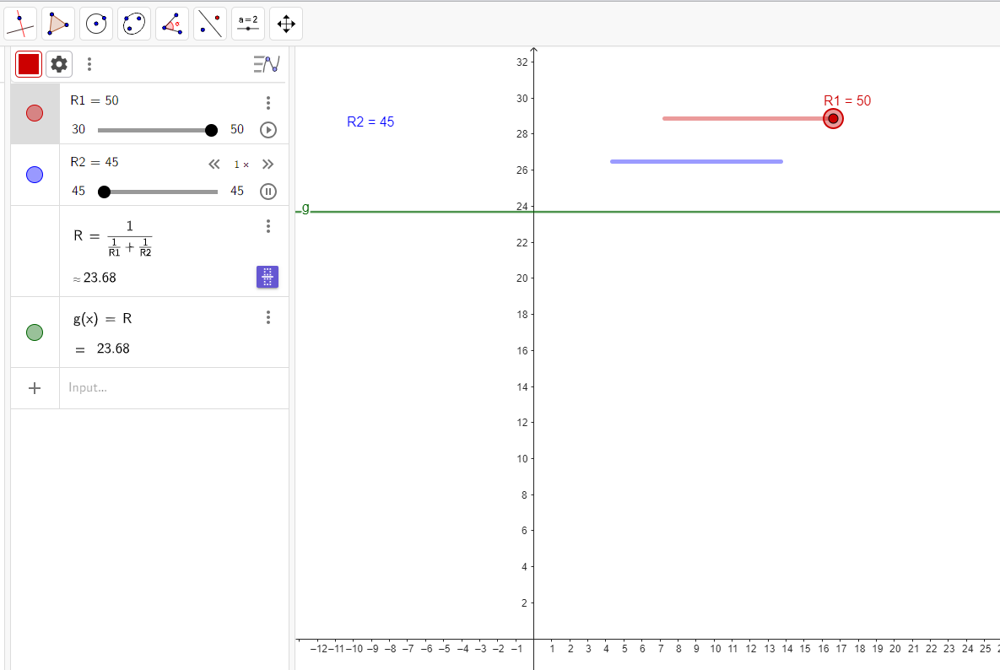 a=2
R1 = 50
30 50
R2 = 45
1 ×
45 45
R = 1 / (1/R1 + 1/R2)
≈ 23.68
g(x) = R
= 23.68
+ Input...
R2 = 45
R1 = 50
g
32
30
28
26
24
22
20
18
16
14
12
10
8
6
4
2
–12 –11 –10 –9 –8 –7 –6 –5 –4 –3 –2 –1 1 2 3 4 5 6 7 8 9 10 11 12 13 14 15 16 17 18 19 20 21 22 23 24 25